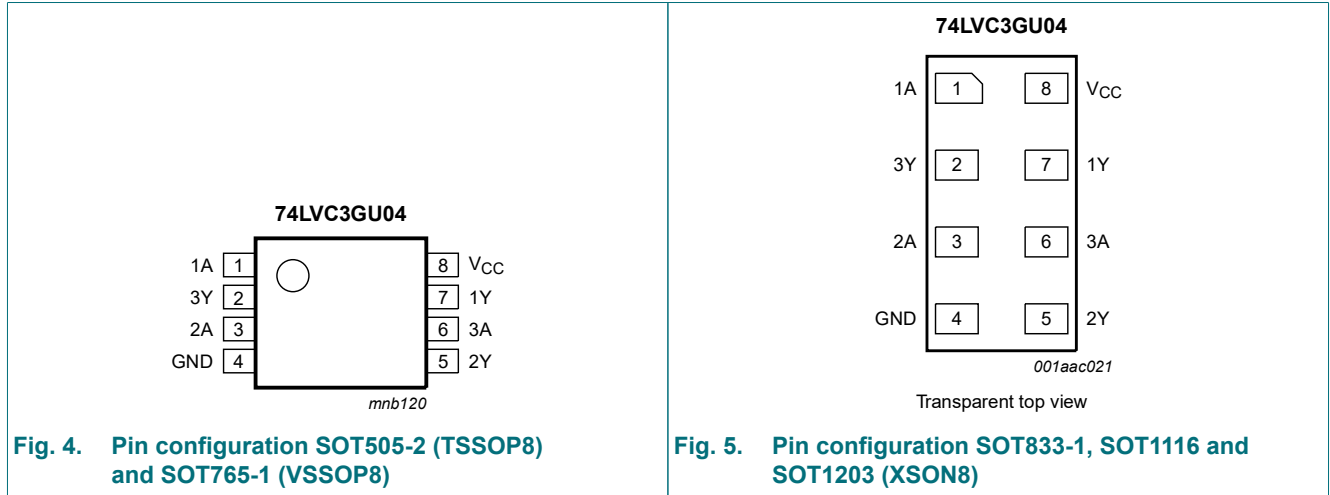 74LVC3GU04
1A 1 8 VCC
3Y 2 7 1Y
2A 3 6 3A
GND 4 5 2Y
mnb120
Fig. 4. Pin configuration SOT505-2 (TSSOP8)
and SOT765-1 (VSSOP8)
74LVC3GU04
1A 1 8 VCC
3Y 2 7 1Y
2A 3 6 3A
GND 4 5 2Y
001aac021
Transparent top view
Fig. 5. Pin configuration SOT833-1, SOT1116 and
SOT1203 (XSON8)